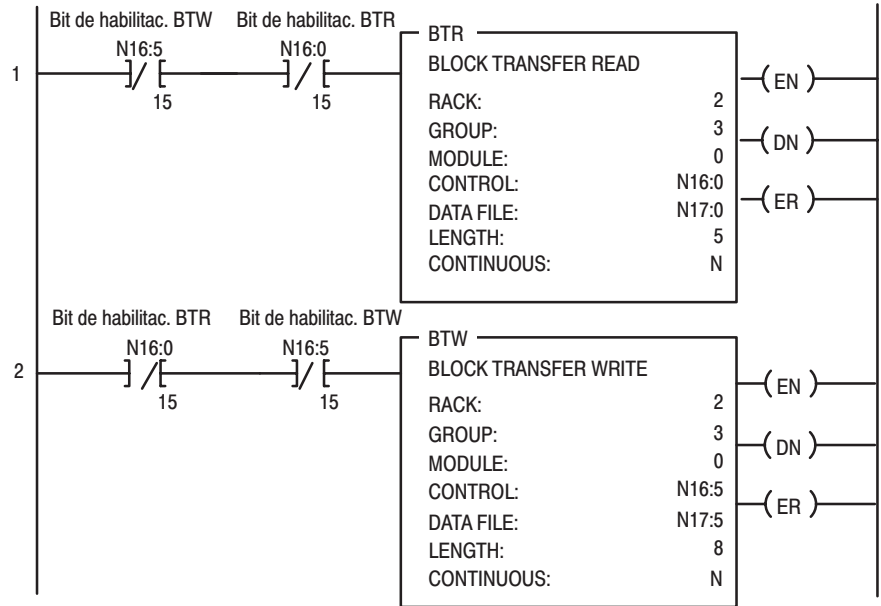 Bit de habilitac. BTW Bit de habilitac. BTR
N16:5 N16:0
1
15 15
BTR
BLOCK TRANSFER READ
RACK: 2
GROUP: 3
MODULE: 0
CONTROL: N16:0
DATA FILE: N17:0
LENGTH: 5
CONTINUOUS: N
EN
DN
ER
Bit de habilitac. BTR Bit de habilitac. BTW
N16:0 N16:5
2
15 15
BTW
BLOCK TRANSFER WRITE
RACK: 2
GROUP: 3
MODULE: 0
CONTROL: N16:5
DATA FILE: N17:5
LENGTH: 8
CONTINUOUS: N
EN
DN
ER